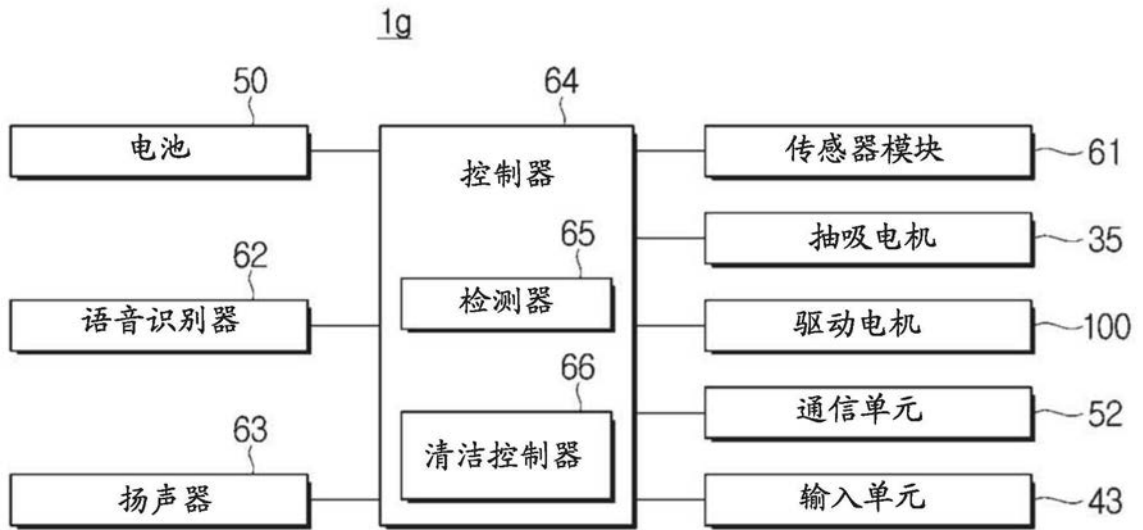 1g
50
64
电池
控制器
传感器模块
61
抽吸电机
35
62
65
语音识别器
检测器
驱动电机
100
66
通信单元
52
63
清洁控制器
扬声器
输入单元
43